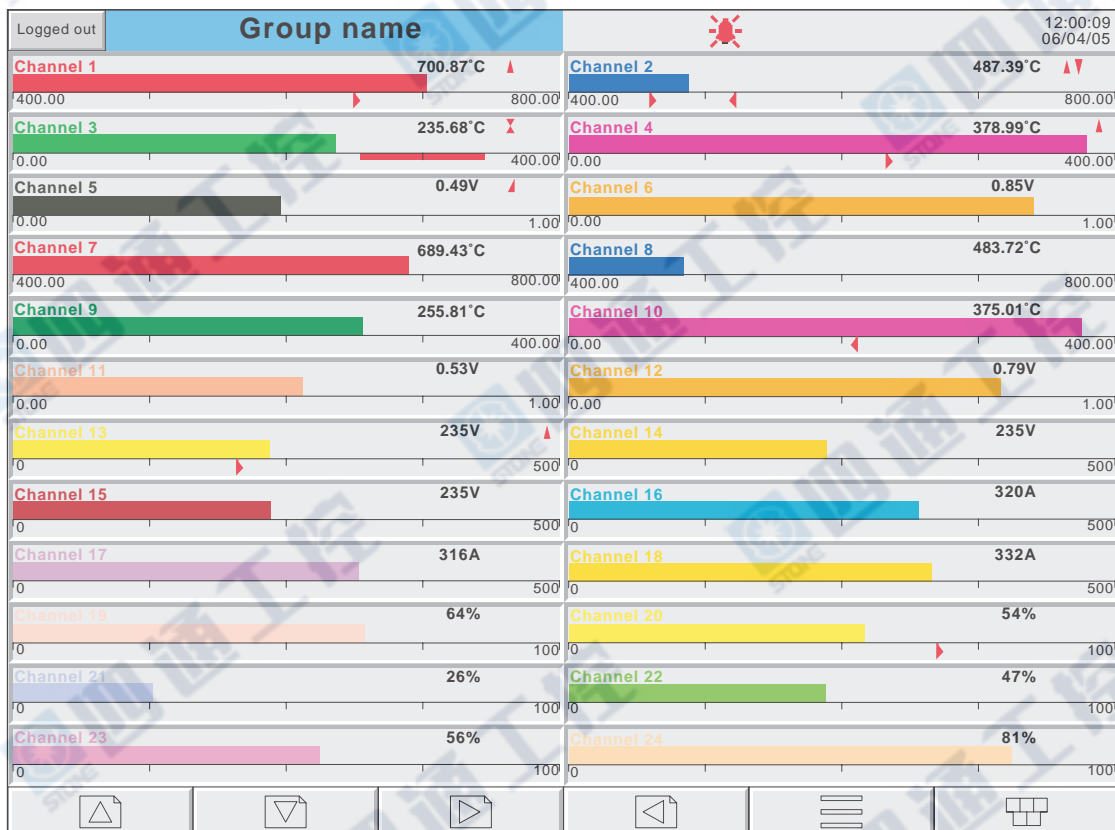 Logged out
Group name
12:00:09
06/04/05
Channel 1 700.87°C
400.00 800.00
Channel 2 487.39°C
400.00 800.00
Channel 3 235.68°C
0.00 400.00
Channel 4 378.99°C
0.00 400.00
Channel 5 0.49V
0.00 1.00
Channel 6 0.85V
0.00 1.00
Channel 7 689.43°C
400.00 800.00
Channel 8 483.72°C
400.00 800.00
Channel 9 255.81°C
0.00 400.00
Channel 10 375.01°C
0.00 400.00
Channel 11 0.53V
0.00 1.00
Channel 12 0.79V
0.00 1.00
Channel 13 235V
0 500
Channel 14 235V
0 500
Channel 15 235V
0 500
Channel 16 320A
0 500
Channel 17 316A
0 500
Channel 18 332A
0 500
Channel 19 64%
0 100
Channel 20 54%
0 100
Channel 21 26%
0 100
Channel 22 47%
0 100
Channel 23 56%
0 100
Channel 24 81%
0 100
STONE 四通工控